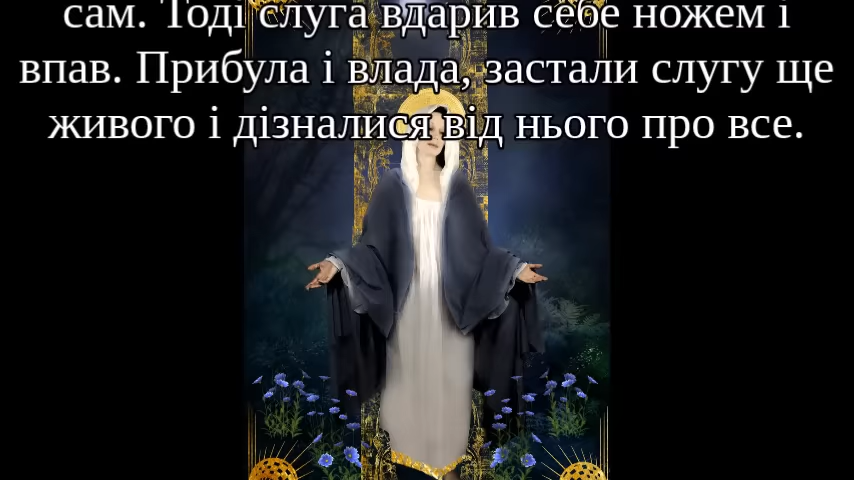 сам. Тоді слуга вдарив себе ножем і
впав. Прибула і влада, застали слугу ще
живого і дізналися від нього про все.